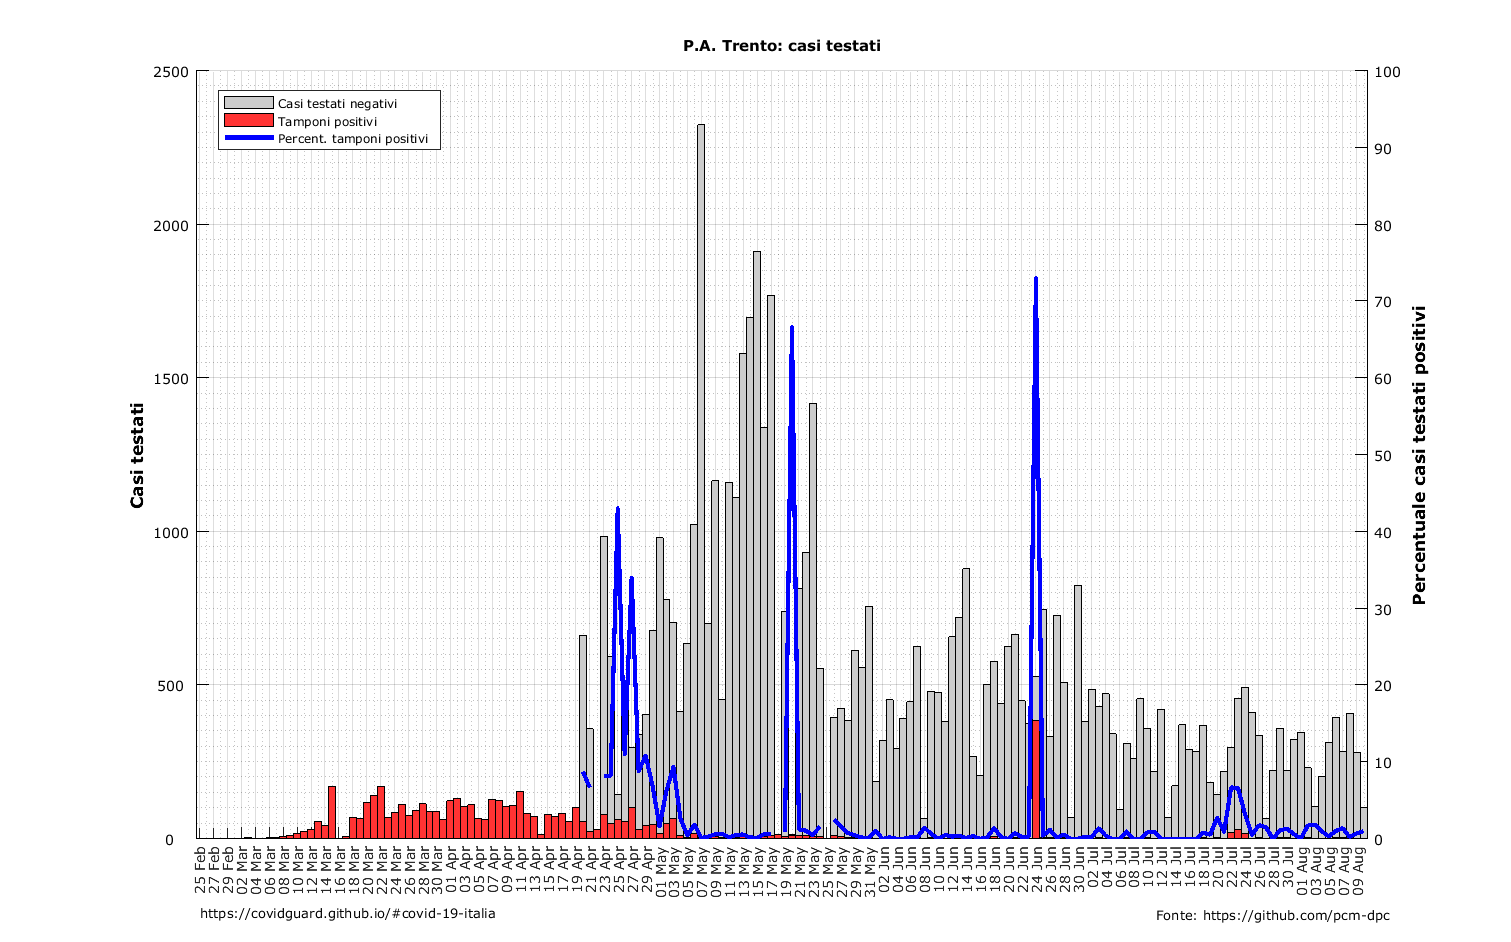 P.A. Trento: casi testati
2500
2000
1500
1000
500
0
Casi testati
Casi testati negativi
Tamponi positivi
Percent. tamponi positivi
100
90
80
70
60
50
40
30
20
10
0
Percentuale casi testati positivi
25 Feb
27 Feb
29 Feb
02 Mar
04 Mar
06 Mar
08 Mar
10 Mar
12 Mar
14 Mar
16 Mar
18 Mar
20 Mar
22 Mar
24 Mar
26 Mar
28 Mar
30 Mar
01 Apr
03 Apr
05 Apr
07 Apr
09 Apr
11 Apr
13 Apr
15 Apr
17 Apr
19 Apr
21 Apr
23 Apr
25 Apr
27 Apr
29 Apr
01 May
03 May
05 May
07 May
09 May
11 May
13 May
15 May
17 May
19 May
21 May
23 May
25 May
27 May
29 May
31 May
02 Jun
04 Jun
06 Jun
08 Jun
10 Jun
12 Jun
14 Jun
16 Jun
18 Jun
20 Jun
22 Jun
24 Jun
26 Jun
28 Jun
30 Jun
02 Jul
04 Jul
06 Jul
08 Jul
10 Jul
12 Jul
14 Jul
16 Jul
18 Jul
20 Jul
22 Jul
24 Jul
26 Jul
28 Jul
30 Jul
01 Aug
03 Aug
05 Aug
07 Aug
09 Aug
https://covidguard.github.io/#covid-19-italia
Fonte: https://github.com/pcm-dpc